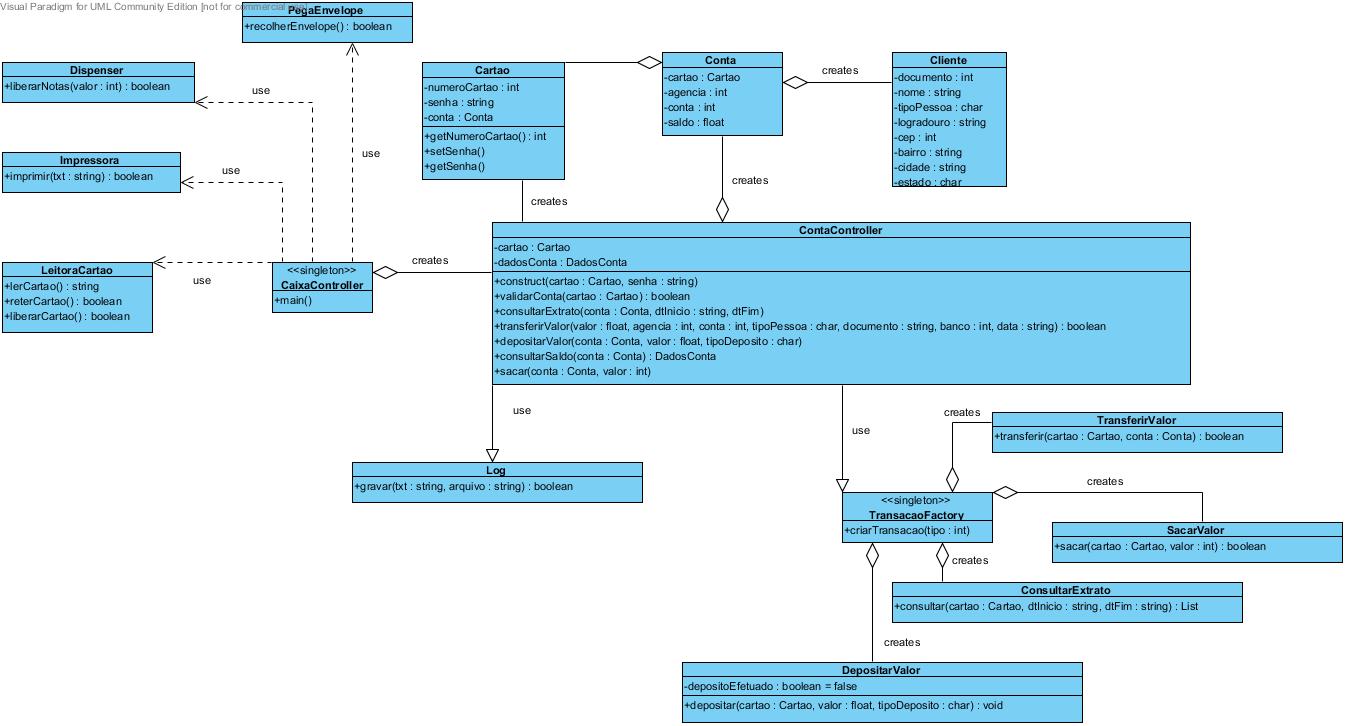 Visual Paradigm for UML Community Edition [not for commercial use]
PegaEnvelope
+recolherEnvelope() : boolean
Dispenser
+liberarNotas(valor : int) : boolean
use
Impressora
+imprimir(txt : string) : boolean
use
use
LeitoraCartao
+lerCartao() : string
+reterCartao() : boolean
+liberarCartao() : boolean
use
<<singleton>>
CaixaController
+main()
creates
Cartao
-numeroCartao : int
-senha : string
-conta : Conta
+getNumeroCartao() : int
+setSenha()
+getSenha()
creates
Conta
-cartao : Cartao
-agencia : int
-conta : int
-saldo : float
creates
creates
Cliente
-documento : int
-nome : string
-tipoPessoa : char
-logradouro : string
-cep : int
-bairro : string
-cidade : string
-estado : char
ContaController
-cartao : Cartao
-dadosConta : DadosConta
+construct(cartao : Cartao, senha : string)
+validarConta(cartao : Cartao) : boolean
+consultarExtrato(conta : Conta, dtInicio : string, dtFim)
+transferirValor(valor : float, agencia : int, conta : int, tipoPessoa : char, documento : string, banco : int, data : string) : boolean
+depositarValor(conta : Conta, valor : float, tipoDeposito : char)
+consultarSaldo(conta : Conta) : DadosConta
+sacar(conta : Conta, valor : int)
use
Log
+gravar(txt : string, arquivo : string) : boolean
use
creates
TransferirValor
+transferir(cartao : Cartao, conta : Conta) : boolean
<<singleton>>
TransacaoFactory
+criarTransacao(tipo : int)
creates
SacarValor
+sacar(cartao : Cartao, valor : int) : boolean
creates
ConsultarExtrato
+consultar(cartao : Cartao, dtInicio : string, dtFim : string) : List
creates
DepositarValor
-depositoEfetuado : boolean = false
+depositar(cartao : Cartao, valor : float, tipoDeposito : char) : void